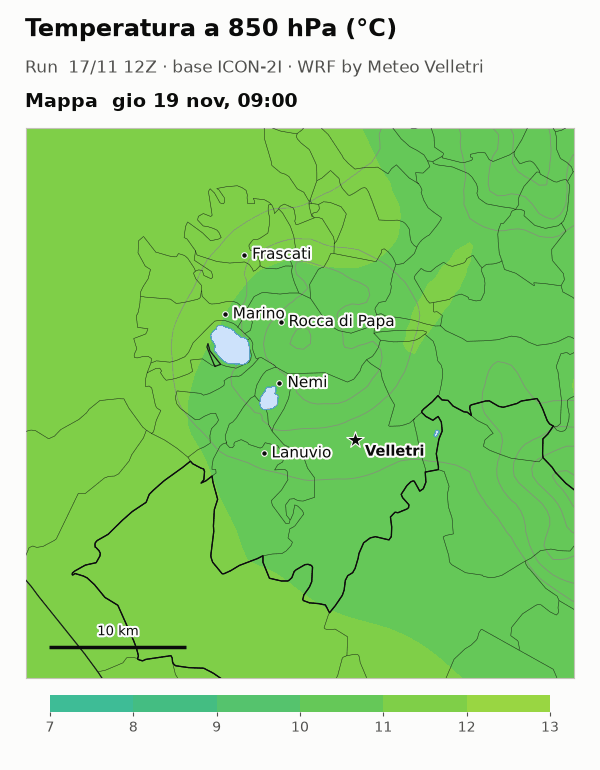 Temperatura a 850 hPa (°C)
Run  17/11 12Z · base ICON-2I · WRF by Meteo Velletri
Mappa  gio 19 nov, 09:00
Frascati
Marino
Rocca di Papa
Nemi
Velletri
Lanuvio
10 km
7 8 9 10 11 12 13